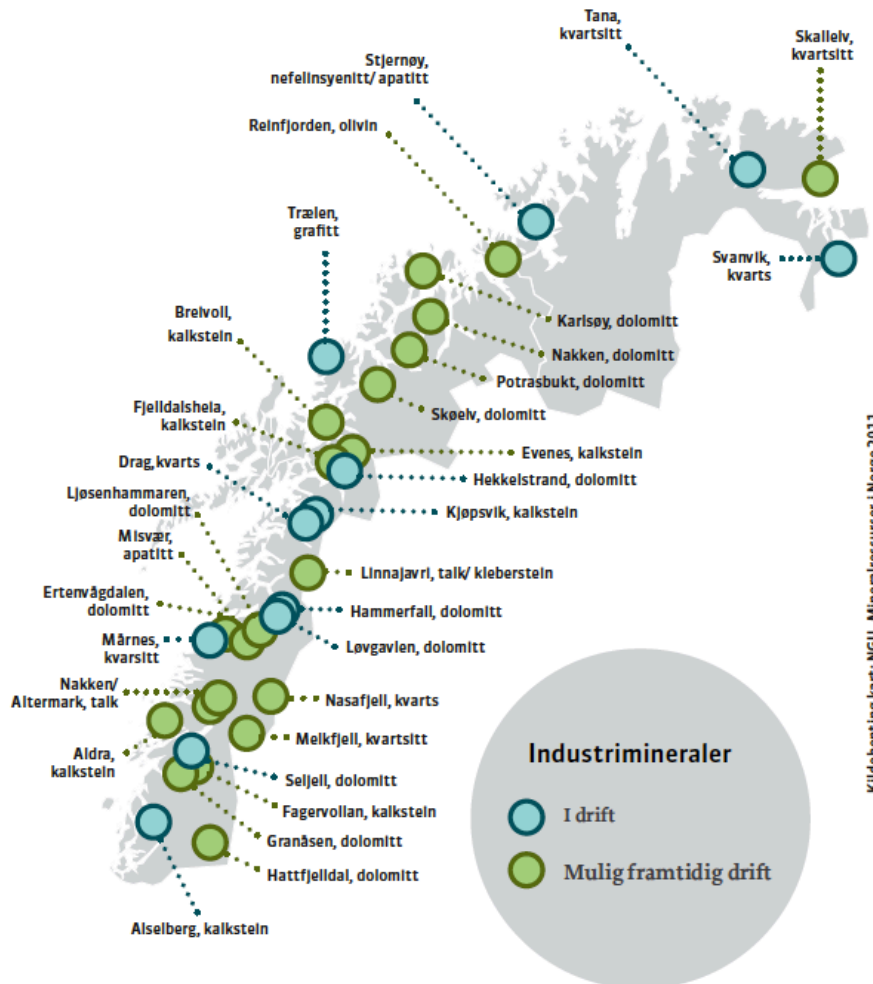 Tana,
kvartsitt
Skallelv,
kvartsitt
Stjernøy,
nefelinsyenitt/ apatitt
Reinfjorden, olivin
Trælen,
grafitt
Svanvik,
kvarts
Breivoll,
kalkstein
Karlsøy, dolomitt
Nakken, dolomitt
Potrasbukt, dolomitt
Skøelv, dolomitt
Fjelldalsheia,
kalkstein
Evenes, kalkstein
Drag,kvarts
Hekkelstrand, dolomitt
Ljøsenhammaren,
dolomitt
Kjøpsvik, kalkstein
Misvær,
apatitt
Linnajavri, talk/ kleberstein
Ertenvågdalen,
dolomitt
Hammerfall, dolomitt
Mårnes,
kvarsitt
Løvgavlen, dolomitt
Nakken/
Altermark, talk
Nasafjell, kvarts
Melkfjell, kvartsitt
Aldra,
kalkstein
Seljell, dolomitt
Fagervollan, kalkstein
Granåsen, dolomitt
Hattfjelldal, dolomitt
Alselberg, kalkstein
Industrimineraler
I drift
Mulig framtidig drift